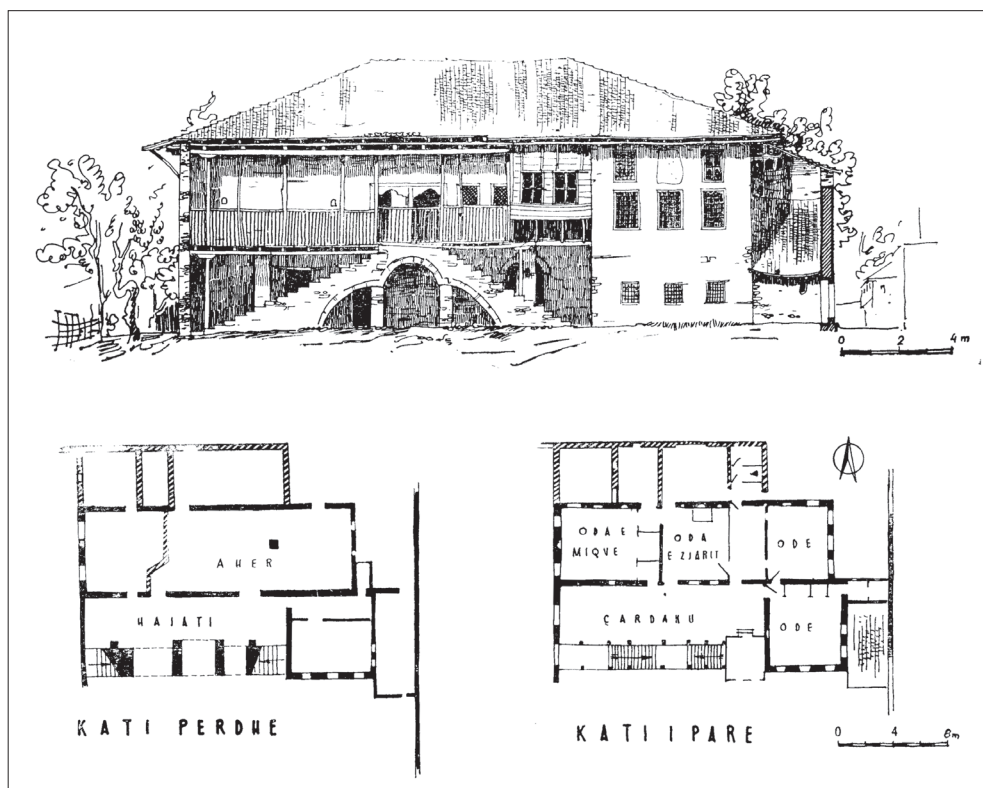 0 2 4 m
AHER
HAJATI
KATI PERDHE
ODA E
MIQVE
ODA
E ZJARIT
ODE
ÇARDAKU
ODE
KATI I PARE
0 4 8m